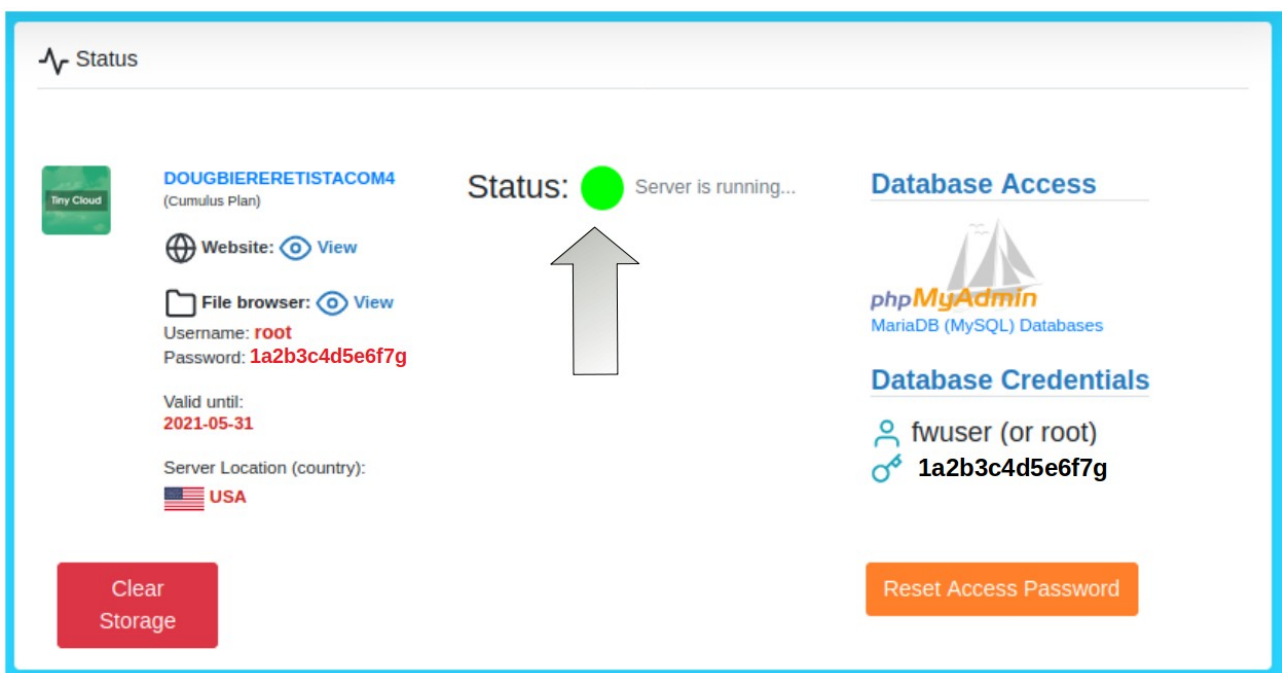 Status
Tiny Cloud
DOUGBIERERETISTACOM4
(Cumulus Plan)
Website: View
File browser: View
Username: root
Password: 1a2b3c4d5e6f7g
Valid until:
2021-05-31
Server Location (country):
USA
Clear
Storage
Status: Server is running...
Database Access
phpMyAdmin
MariaDB (MySQL) Databases
Database Credentials
fwuser (or root)
1a2b3c4d5e6f7g
Reset Access Password